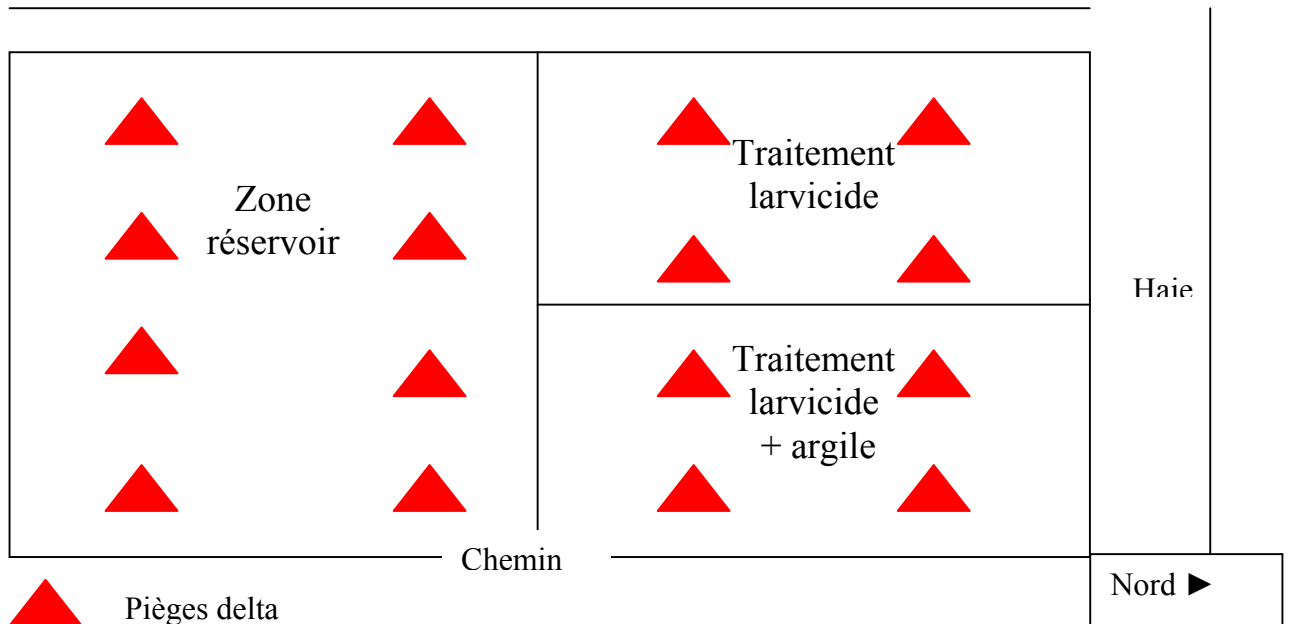 Zone
réservoir
Traitement
larvicide
Traitement
larvicide
+ argile
Haie
Chemin
Nord ►
Pièges delta